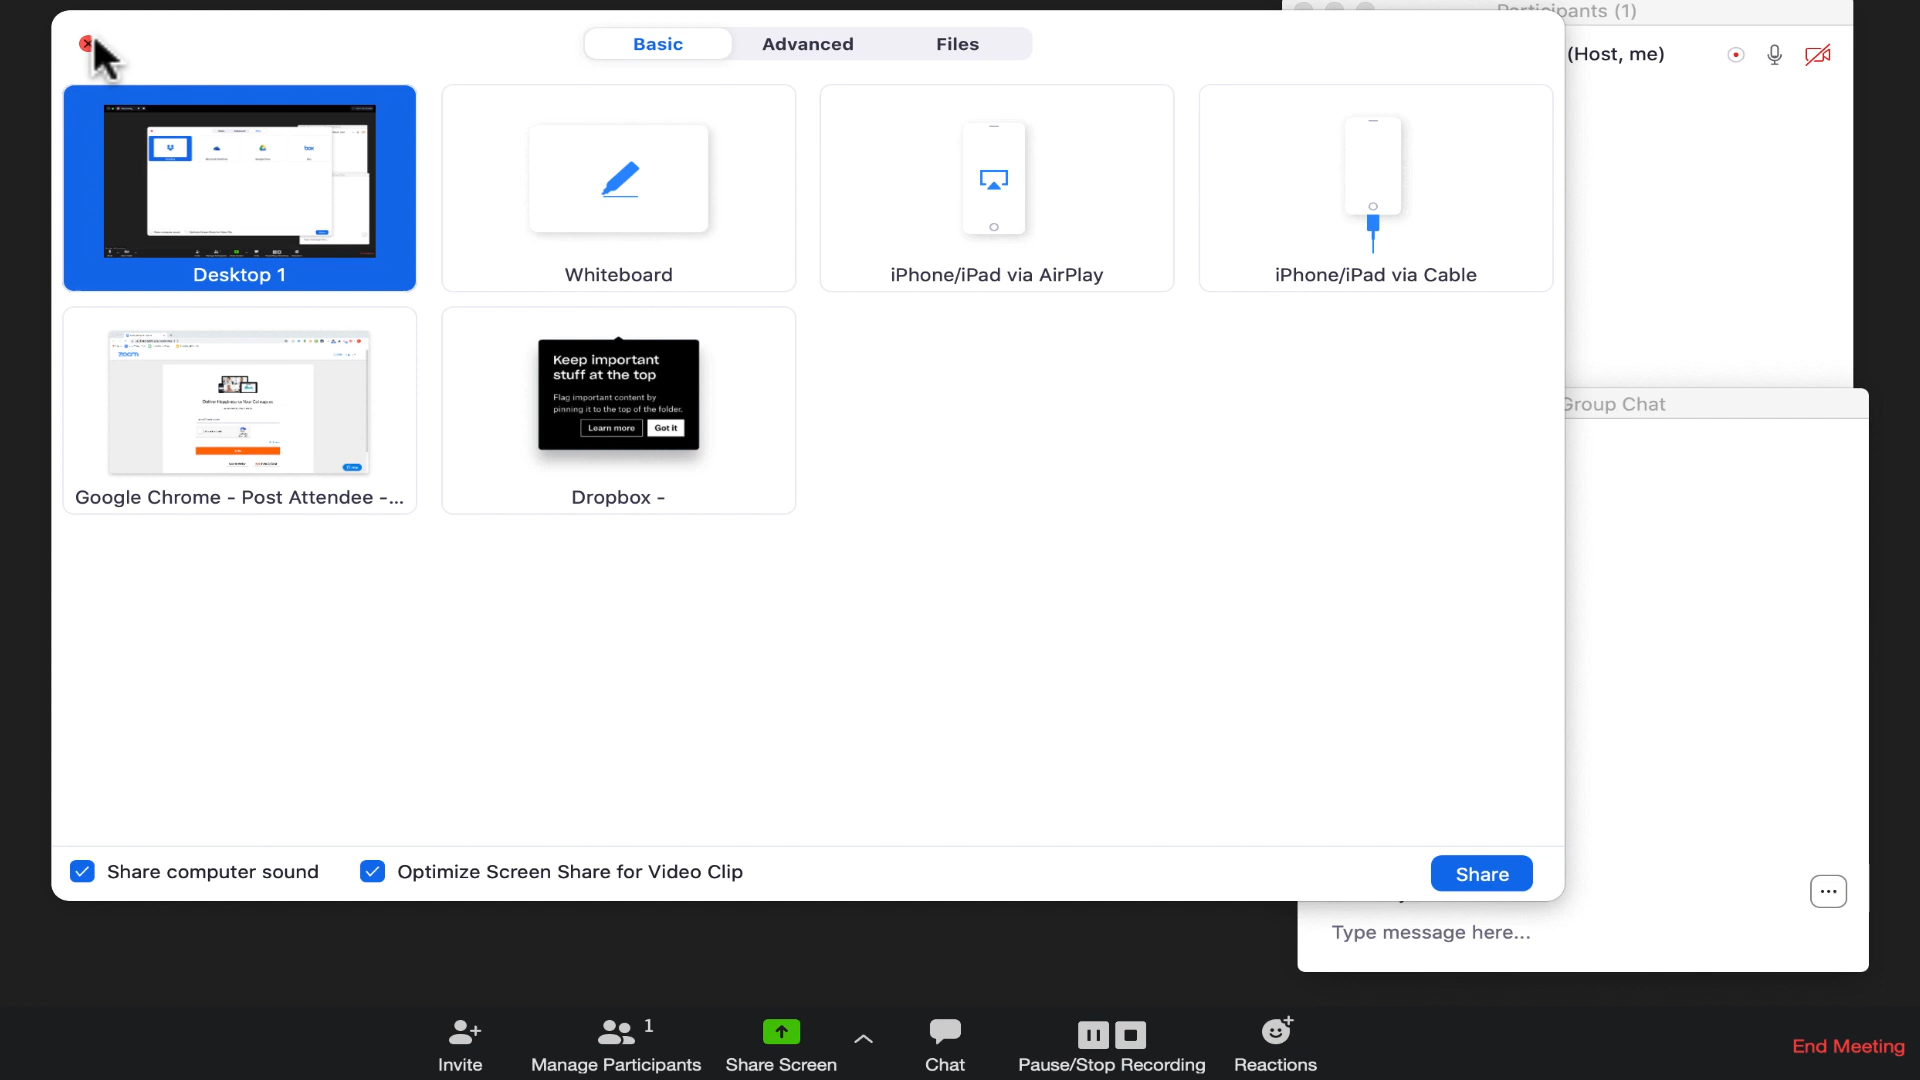 Participants (1)
Basic
Advanced
Files
(Host, me)
Desktop 1
Whiteboard
iPhone/iPad via AirPlay
iPhone/iPad via Cable
zoom
Keep important
stuff at the top
Flag important content by
pinning it to the top of the folder.
Learn more
Got it
Google Chrome - Post Attendee -...
Dropbox -
Group Chat
Share computer sound
Optimize Screen Share for Video Clip
Share
Type message here...
1
Invite
Manage Participants
Share Screen
Chat
Pause/Stop Recording
Reactions
End Meeting